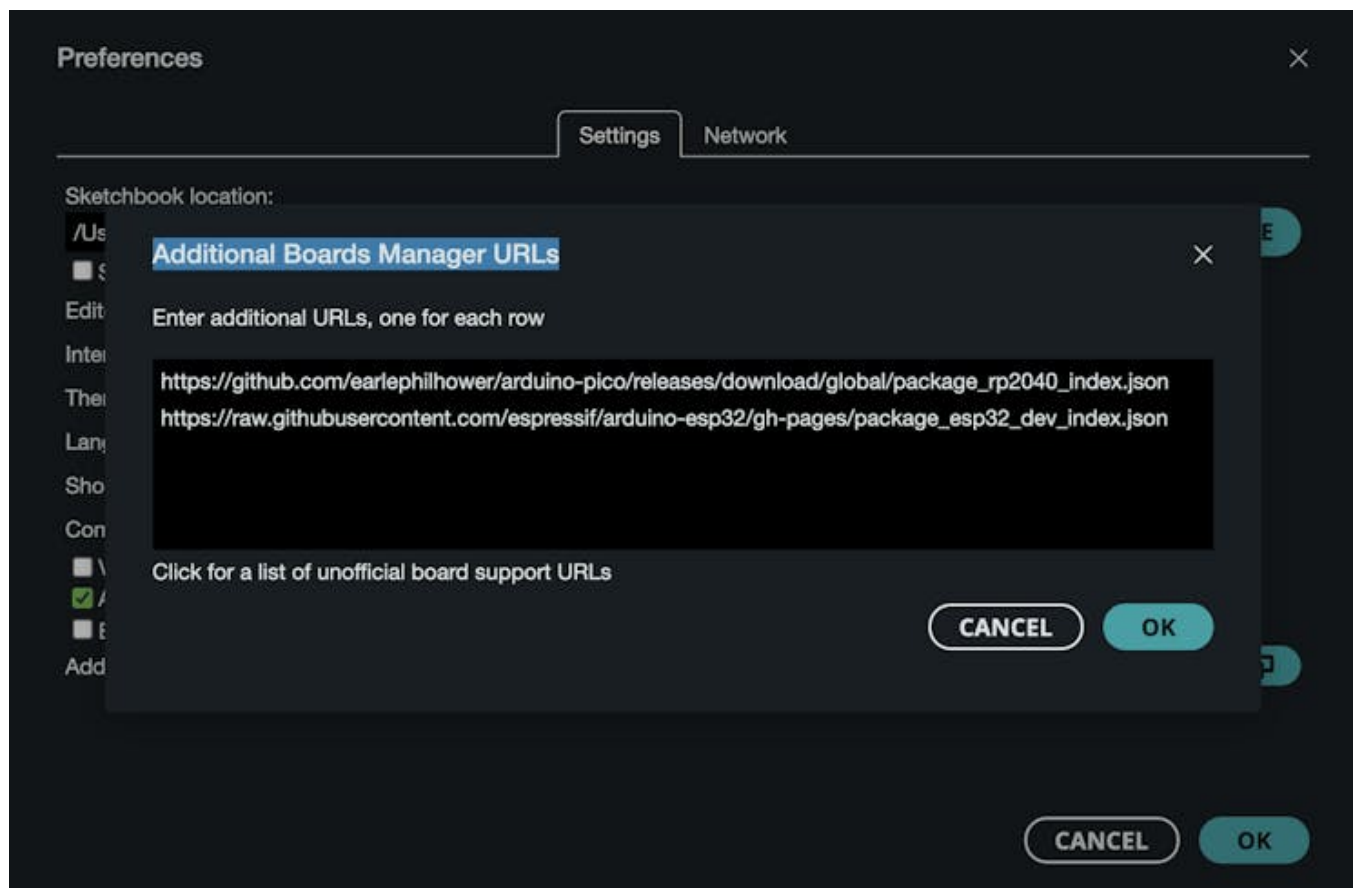 Preferences
Settings
Network
Sketchbook location:
Additional Boards Manager URLs
Enter additional URLs, one for each row
https://github.com/earlephilhower/arduino-pico/releases/download/global/package_rp2040_index.json
https://raw.githubusercontent.com/espressif/arduino-esp32/gh-pages/package_esp32_dev_index.json
Click for a list of unofficial board support URLs
CANCEL
OK
CANCEL
OK